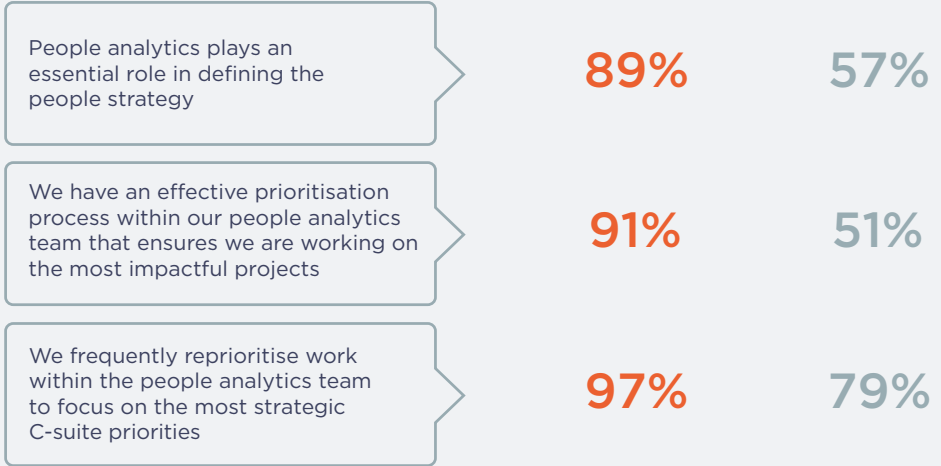 People analytics plays an
essential role in defining the
people strategy
89%
57%
We have an effective prioritisation
process within our people analytics
team that ensures we are working on
the most impactful projects
91%
51%
We frequently reprioritise work
within the people analytics team
to focus on the most strategic
C-suite priorities
97%
79%